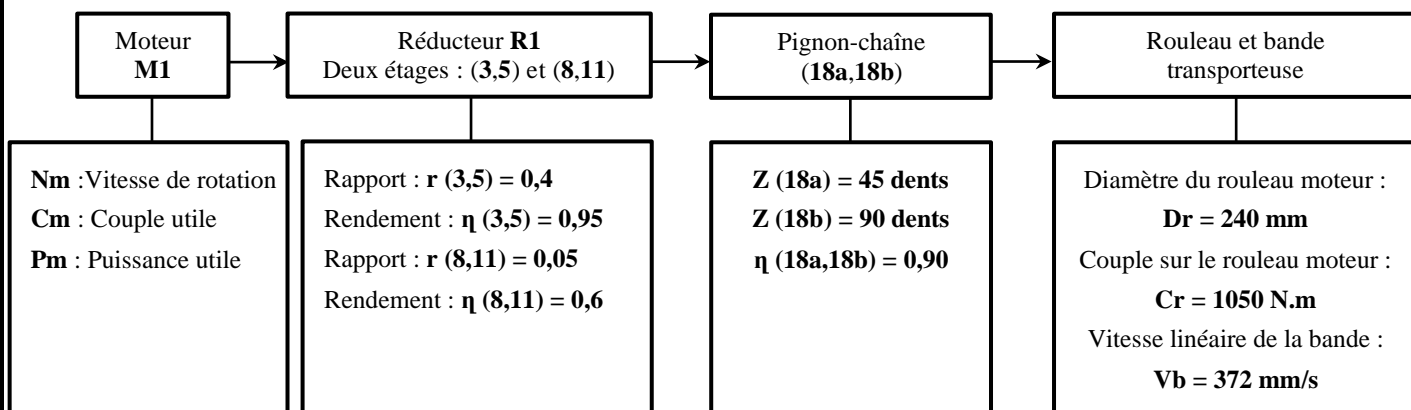 Moteur
M1
Réducteur R1
Deux étages : (3,5) et (8,11)
Pignon-chaîne
(18a,18b)
Rouleau et bande
transporteuse
Nm :Vitesse de rotation
Cm : Couple utile
Pm : Puissance utile
Rapport : r (3,5) = 0,4
Rendement : η (3,5) = 0,95
Rapport : r (8,11) = 0,05
Rendement : η (8,11) = 0,6
Z (18a) = 45 dents
Z (18b) = 90 dents
η (18a,18b) = 0,90
Diamètre du rouleau moteur :
Dr = 240 mm
Couple sur le rouleau moteur :
Cr = 1050 N.m
Vitesse linéaire de la bande :
Vb = 372 mm/s